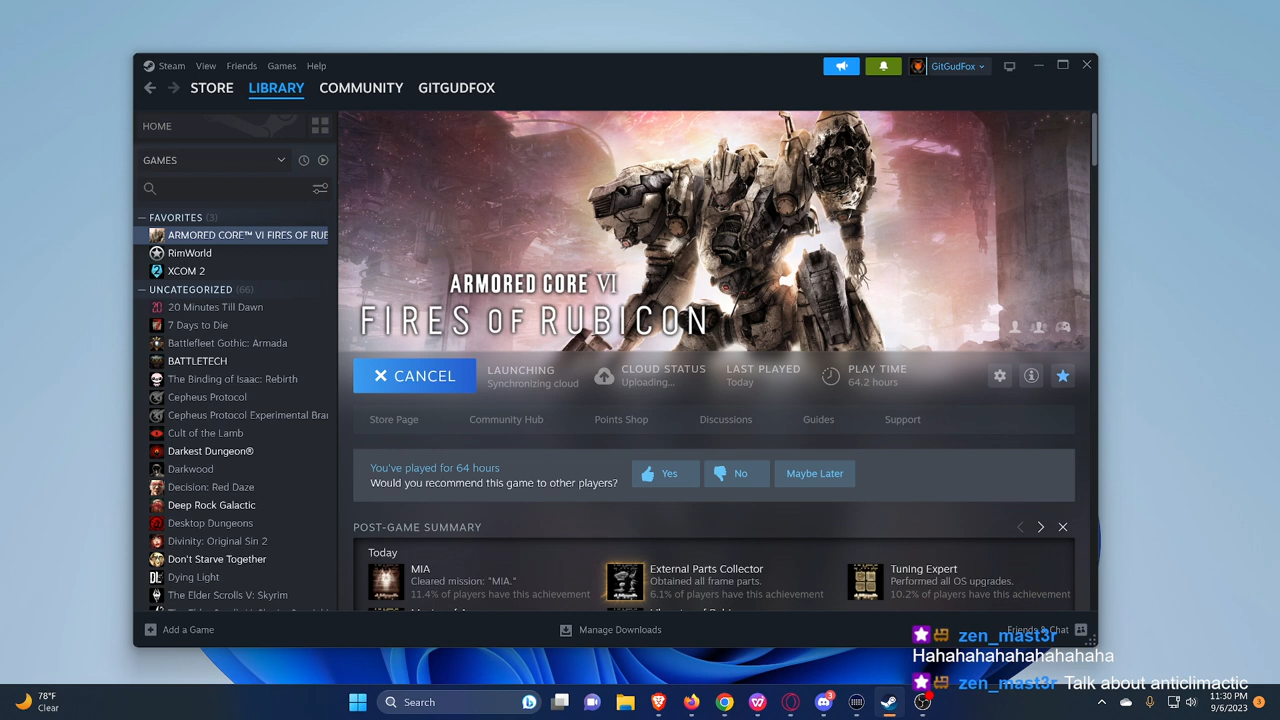 Steam View Friends Games Help
GitGudFox
STORE LIBRARY COMMUNITY GITGUDFOX
HOME
GAMES
FAVORITES (3)
ARMORED CORE™ VI FIRES OF RUB
RimWorld
XCOM 2
UNCATEGORIZED (66)
20 Minutes Till Dawn
7 Days to Die
Battlefleet Gothic: Armada
BATTLETECH
The Binding of Isaac: Rebirth
Cepheus Protocol
Cepheus Protocol Experimental Bran
Cult of the Lamb
Darkest Dungeon®
Darkwood
Decision: Red Daze
Deep Rock Galactic
Desktop Dungeons
Divinity: Original Sin 2
Don't Starve Together
Dying Light
The Elder Scrolls V: Skyrim
ARMORED CORE VI
FIRES OF RUBICON
CANCEL
LAUNCHING
Synchronizing cloud
CLOUD STATUS
Uploading...
LAST PLAYED
Today
PLAY TIME
64.2 hours
Store Page Community Hub Points Shop Discussions Guides Support
You've played for 64 hours
Would you recommend this game to other players?
Yes No Maybe Later
POST-GAME SUMMARY
Today
MIA
Cleared mission: "MIA."
11.4% of players have this achievement
External Parts Collector
Obtained all frame parts.
6.1% of players have this achievement
Tuning Expert
Performed all OS upgrades.
10.2% of players have this achievement
Add a Game
Manage Downloads
Friends & Chat
zen_mast3r
Hahahahahahahahaha
zen_mast3r Talk about anticlimactic
78°F
Clear
Search
3
11:30 PM
9/6/2023
3